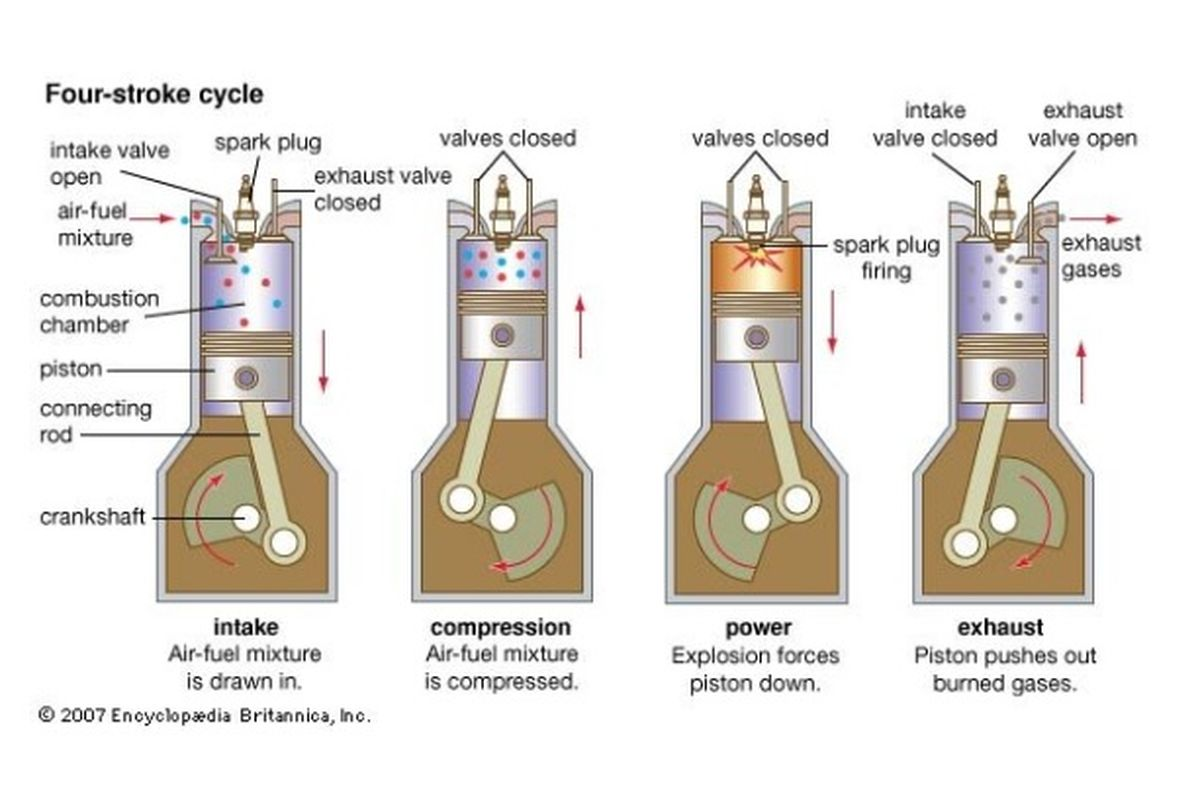 Four-stroke cycle
intake valve
open
spark plug
exhaust valve
closed
air-fuel
mixture
combustion
chamber
piston
connecting
rod
crankshaft
intake
Air-fuel mixture
is drawn in.
valves closed
compression
Air-fuel mixture
is compressed.
valves closed
spark plug
firing
power
Explosion forces
piston down.
intake
valve closed
exhaust
valve open
exhaust
gases
exhaust
Piston pushes out
burned gases.
© 2007 Encyclopædia Britannica, Inc.